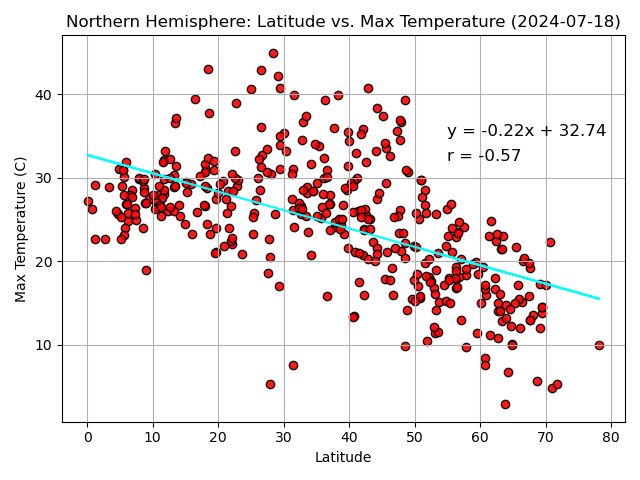 Northern Hemisphere: Latitude vs. Max Temperature (2024-07-18)
y = -0.22x + 32.74
r = -0.57
Max Temperature (C)
40
30
20
10
0 10 20 30 40 50 60 70 80
Latitude